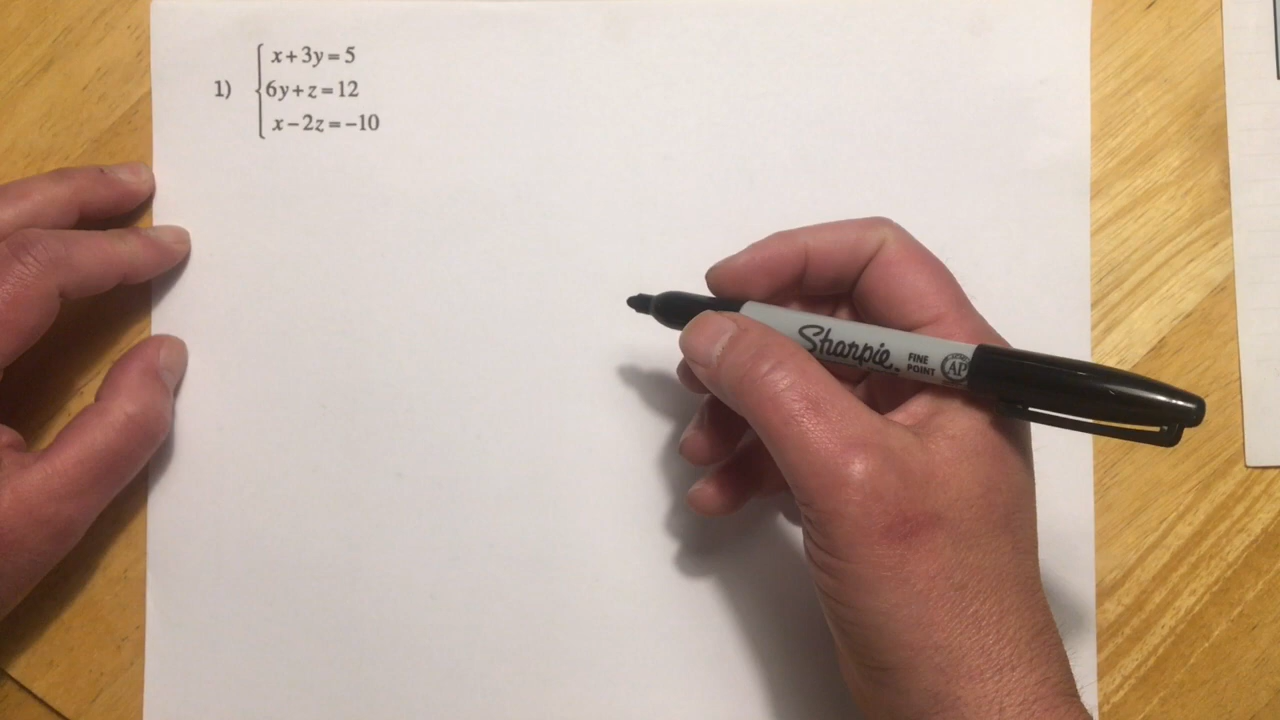 x+3y=5
1) 6y+z=12
x-2z=-10
Sharpie.
FINE
POINT
AP